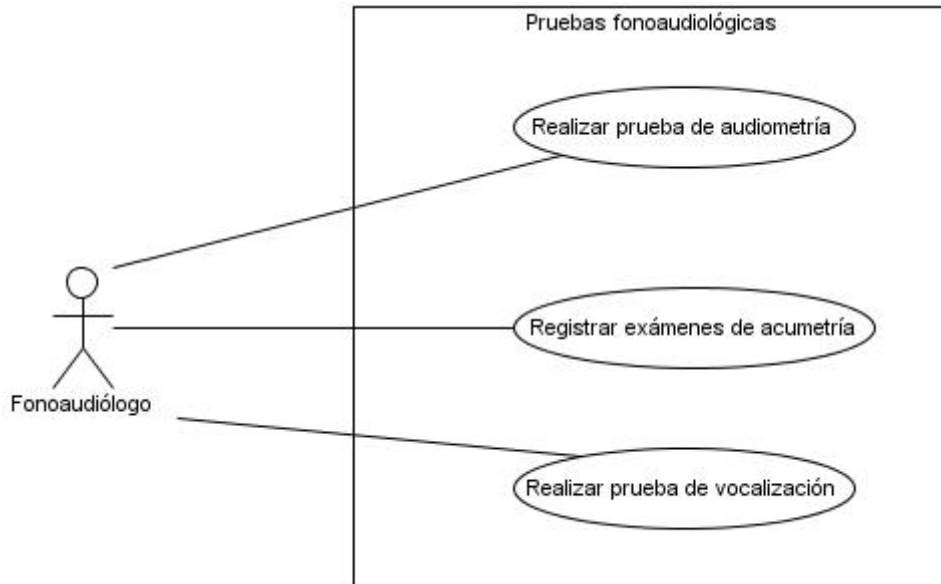 Pruebas fonoaudiológicas
Realizar prueba de audiometría
Registrar exámenes de acumetría
Fonoaudiólogo
Realizar prueba de vocalización